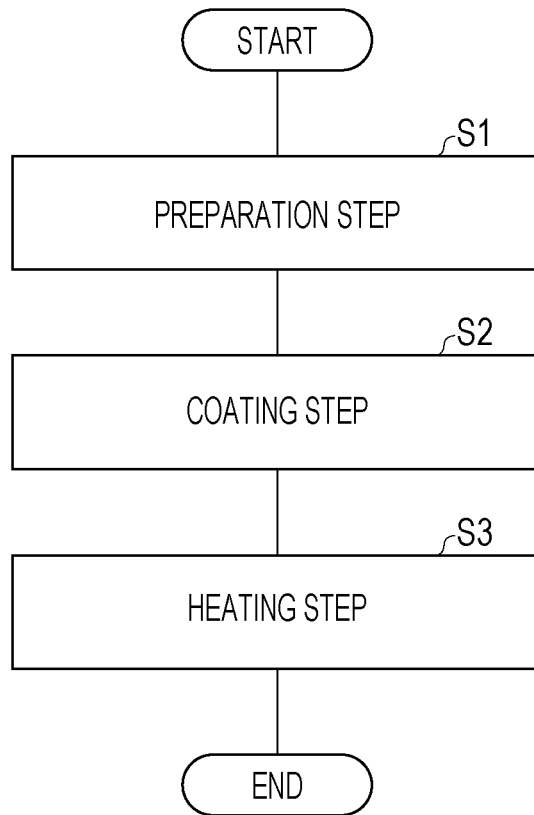 START
S1
PREPARATION STEP
S2
COATING STEP
S3
HEATING STEP
END